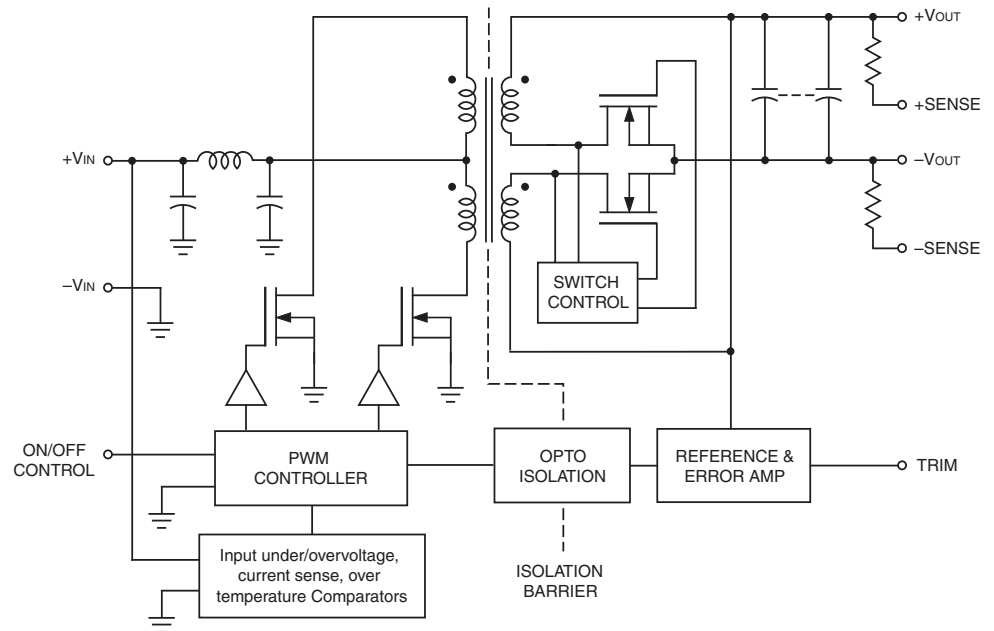 +VOUT
+SENSE
+VIN
–VOUT
–SENSE
–VIN
SWITCH
CONTROL
ON/OFF
CONTROL
PWM
CONTROLLER
OPTO
ISOLATION
REFERENCE &
ERROR AMP
TRIM
Input under/overvoltage,
current sense, over
temperature Comparators
ISOLATION
BARRIER